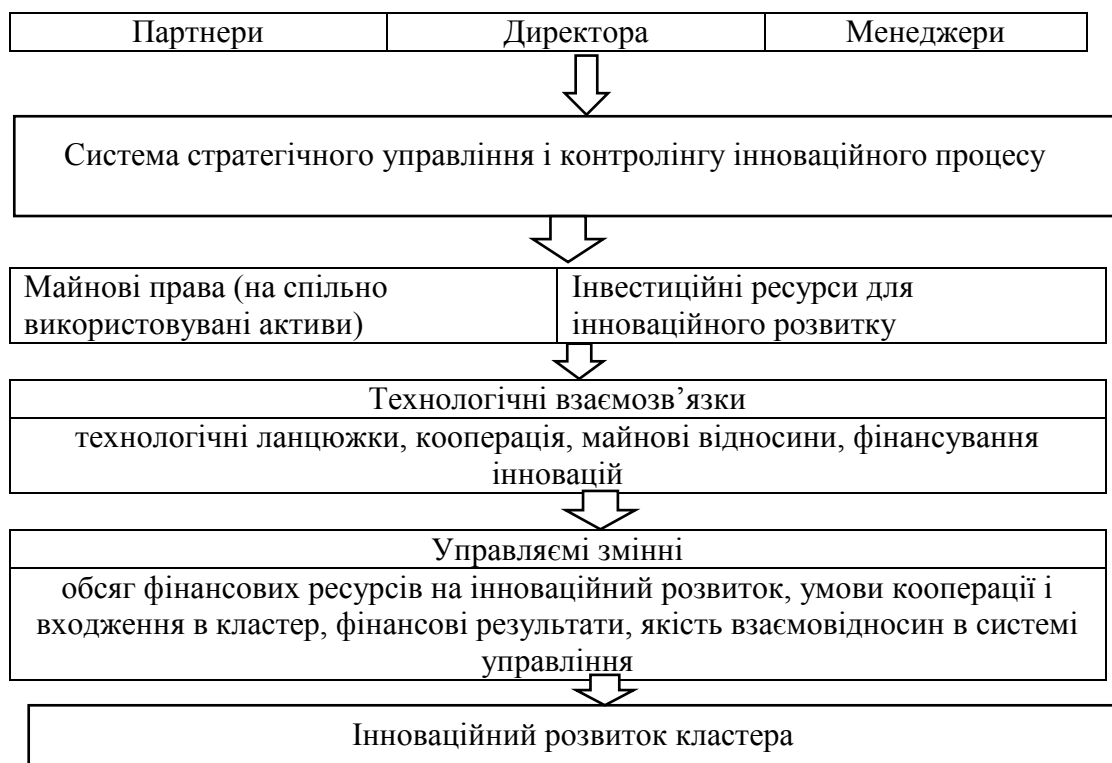 Партнери Директора Менеджери
Система стратегічного управління і контролінгу інноваційного процесу
Майнові права (на спільно
використовувані активи)
Інвестиційні ресурси для
інноваційного розвитку
Технологічні взаємозв’язки
технологічні ланцюжки, кооперація, майнові відносини, фінансування
інновацій
Управляємі змінні
обсяг фінансових ресурсів на інноваційний розвиток, умови кооперації і
входження в кластер, фінансові результати, якість взаємовідносин в системі
управління
Інноваційний розвиток кластера